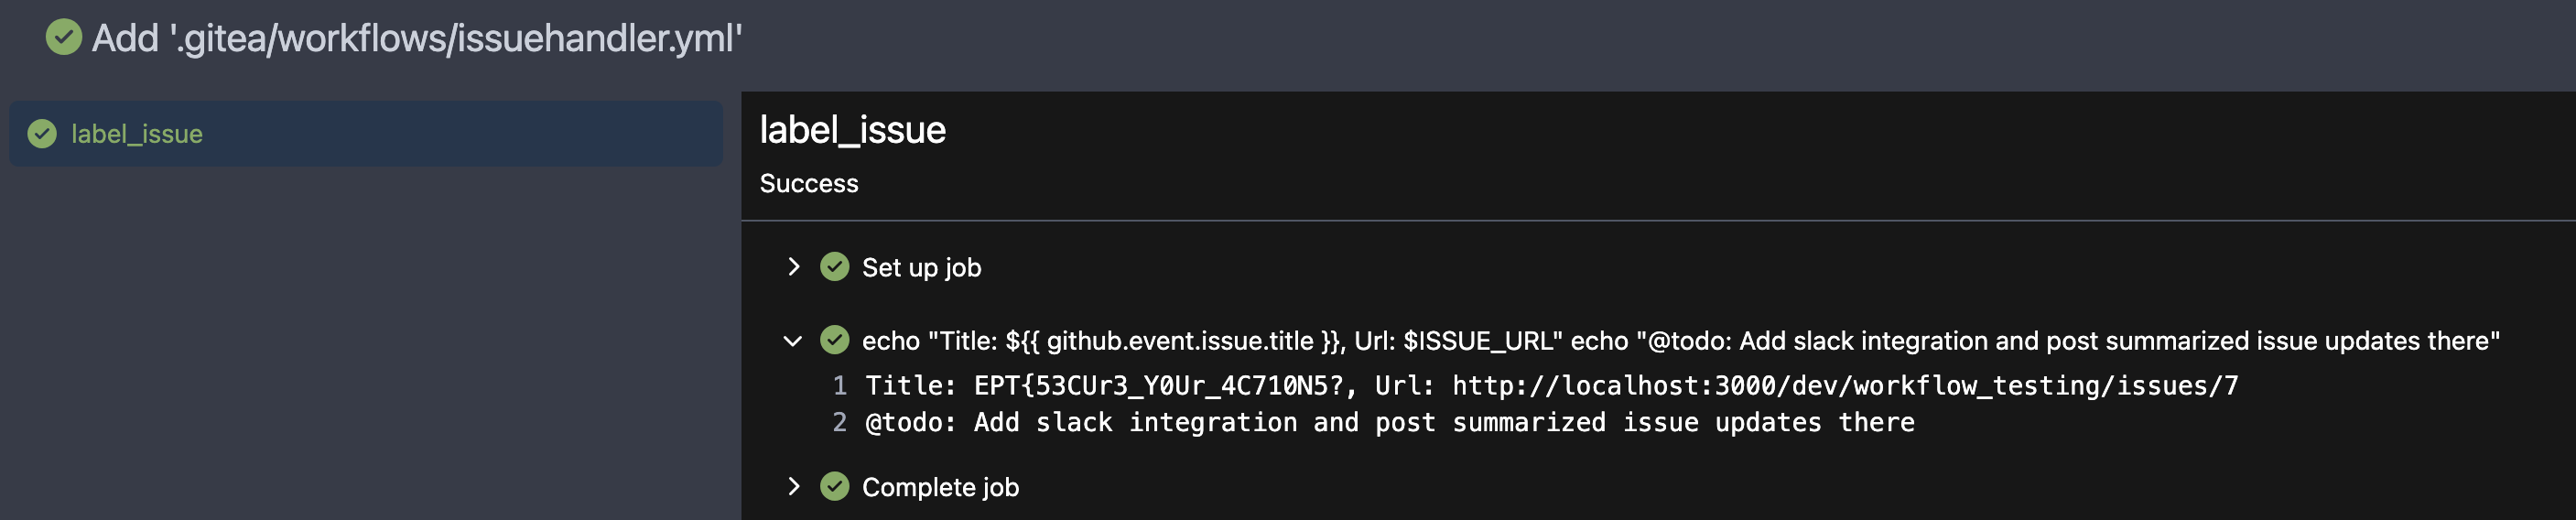 Add '.gitea/workflows/issuehandler.yml'
label_issue
label_issue
Success
Set up job
echo "Title: ${{ github.event.issue.title }}, Url: $ISSUE_URL" echo "@todo: Add slack integration and post summarized issue updates there"
1 Title: EPT{53CUr3_Y0Ur_4C710N5?, Url: http://localhost:3000/dev/workflow_testing/issues/7
2 @todo: Add slack integration and post summarized issue updates there
Complete job